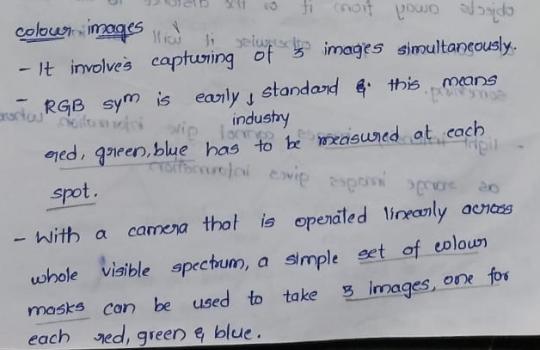 colour images
- It involves capturing of 3 images simultaneously.
- RGB sym is early, standard & this means
industry
red, green, blue has to be measured at each
spot.
- With a camera that is operated linearly across
whole visible spectrum, a simple set of colour
masks can be used to take 3 images, one for
each red, green & blue.